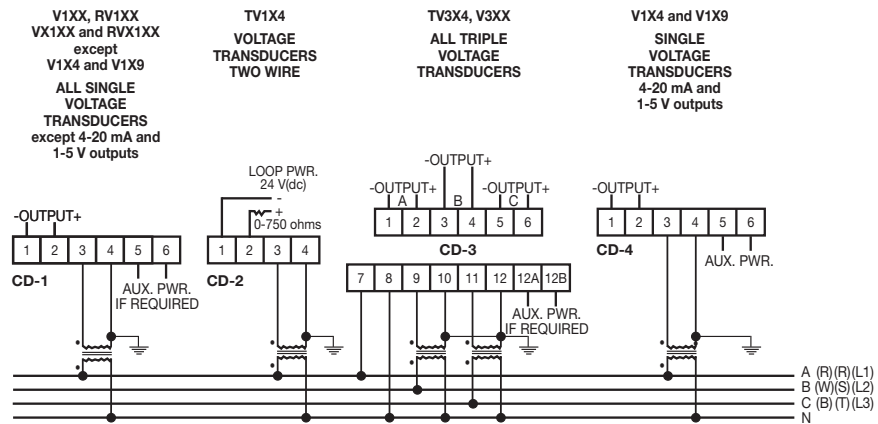 V1XX, RV1XX
VX1XX and RVX1XX
except
V1X4 and V1X9
ALL SINGLE
VOLTAGE
TRANSDUCERS
except 4-20 mA and
1-5 V outputs
-OUTPUT+
1 2 3 4 5 6
CD-1
AUX. PWR.
IF REQUIRED
TV1X4
VOLTAGE
TRANSDUCERS
TWO WIRE
LOOP PWR.
24 V(dc)
-
+
0-750 ohms
1 2 3 4
CD-2
TV3X4, V3XX
ALL TRIPLE
VOLTAGE
TRANSDUCERS
-OUTPUT+
-OUTPUT+ -OUTPUT+
A B C
1 2 3 4 5 6
CD-3
7 8 9 10 11 12 12A 12B
AUX. PWR.
IF REQUIRED
V1X4 and V1X9
SINGLE
VOLTAGE
TRANSDUCERS
4-20 mA and
1-5 V outputs
-OUTPUT+
1 2 3 4 5 6
CD-4
AUX. PWR.
A (R)(R)(L1)
B (W)(S)(L2)
C (B)(T)(L3)
N